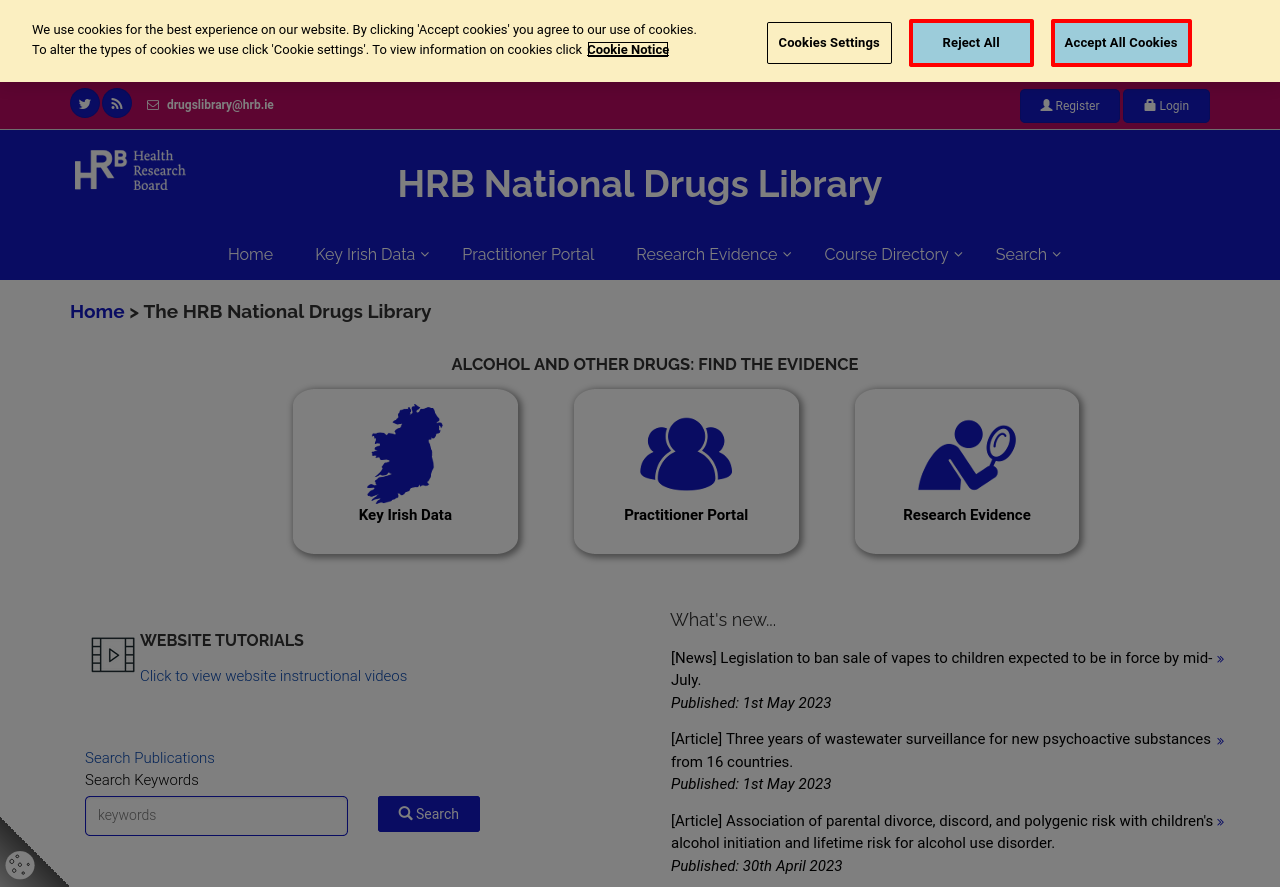 We use cookies for the best experience on our website. By clicking 'Accept cookies' you agree to our use of cookies.
To alter the types of cookies we use click 'Cookie settings'. To view information on cookies click Cookie Notice
Cookies Settings
Reject All
Accept All Cookies
drugslibrary@hrb.ie
Register
Login
HRB Health
Research
Board
HRB National Drugs Library
Home
Key Irish Data
Practitioner Portal
Research Evidence
Course Directory
Search
Home > The HRB National Drugs Library
ALCOHOL AND OTHER DRUGS: FIND THE EVIDENCE
Key Irish Data
Practitioner Portal
Research Evidence
WEBSITE TUTORIALS
Click to view website instructional videos
Search Publications
Search Keywords
keywords
Search
What's new...
[News] Legislation to ban sale of vapes to children expected to be in force by mid-
July.
Published: 1st May 2023
[Article] Three years of wastewater surveillance for new psychoactive substances
from 16 countries.
Published: 1st May 2023
[Article] Association of parental divorce, discord, and polygenic risk with children's
alcohol initiation and lifetime risk for alcohol use disorder.
Published: 30th April 2023